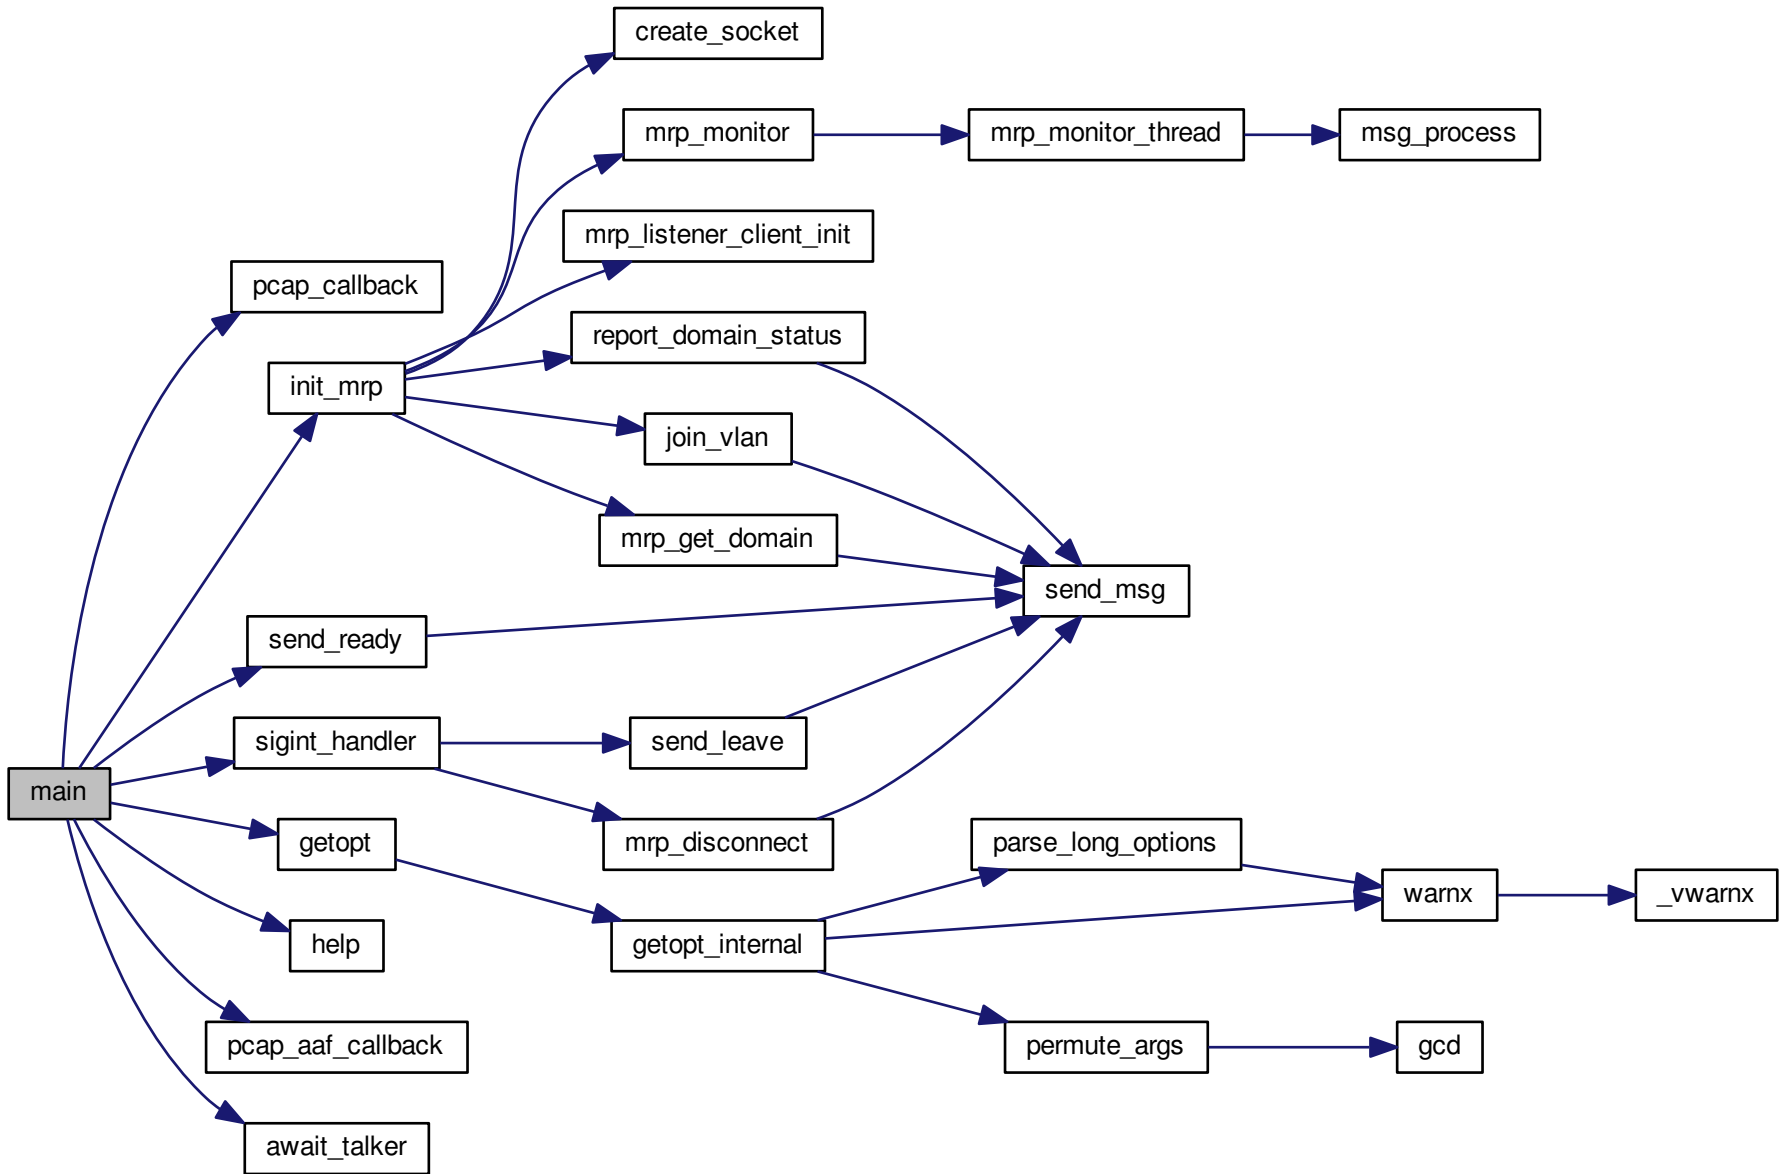 create_socket
mrp_monitor
mrp_monitor_thread
msg_process
mrp_listener_client_init
pcap_callback
report_domain_status
init_mrp
join_vlan
mrp_get_domain
send_msg
send_ready
sigint_handler
send_leave
main
getopt
mrp_disconnect
parse_long_options
warnx
_vwarnx
help
getopt_internal
pcap_aaf_callback
permute_args
gcd
await_talker